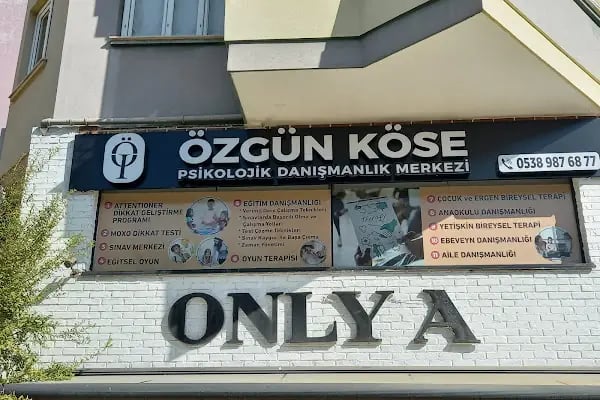 ÖZGÜN KÖSE
PSİKOLOJİK DANIŞMANLIK MERKEZİ
0538 987 68 77
ATTENTIONER
DİKKAT GELİŞTİRME
PROGRAMI
MOXO DİKKAT TESTİ
SINAV MERKEZİ
EĞİTSEL OYUN
EĞİTİM DANIŞMANLIĞI
OYUN TERAPİSİ
ÇOCUK ve ERGEN BİREYSEL TERAPİ
ANAOKULU DANIŞMANLIĞI
YETİŞKİN BİREYSEL TERAPİ
EBEVEYN DANIŞMANLIĞI
AİLE DANIŞMANLIĞI
ONLY A